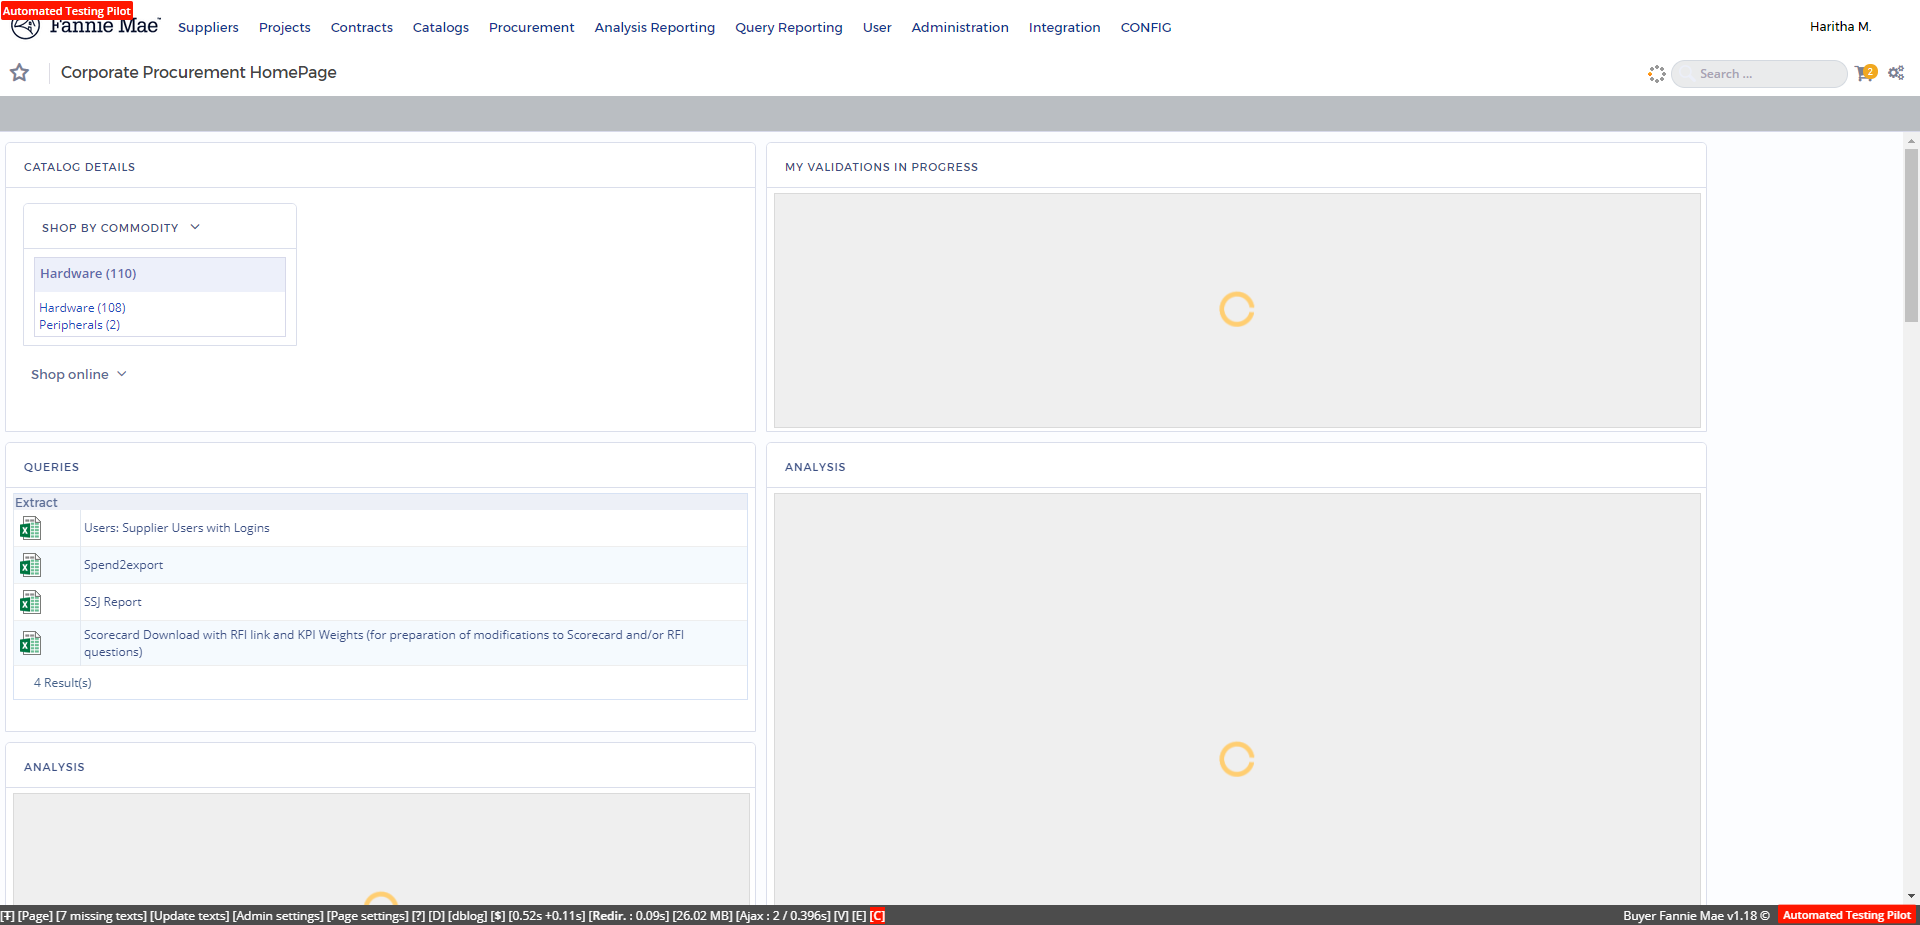 Automated Testing Pilot
Fannie Mae
Suppliers Projects Contracts Catalogs Procurement Analysis Reporting Query Reporting User Administration Integration CONFIG
Haritha M.
Corporate Procurement HomePage
Search ...
2
CATALOG DETAILS
SHOP BY COMMODITY
Hardware (110)
Hardware (108)
Peripherals (2)
Shop online
MY VALIDATIONS IN PROGRESS
QUERIES
Extract
Users: Supplier Users with Logins
Spend2export
SSJ Report
Scorecard Download with RFI link and KPI Weights (for preparation of modifications to Scorecard and/or RFI
questions)
4 Result(s)
ANALYSIS
ANALYSIS
[T] [Page] [7 missing texts] [Update texts] [Admin settings] [Page settings] [?] [D] [dblog] [$] [0.52s +0.11s] [Redir. : 0.09s] [26.02 MB] [Ajax : 2 / 0.396s] [V] [E] [C]
Buyer Fannie Mae v1.18 ©
Automated Testing Pilot